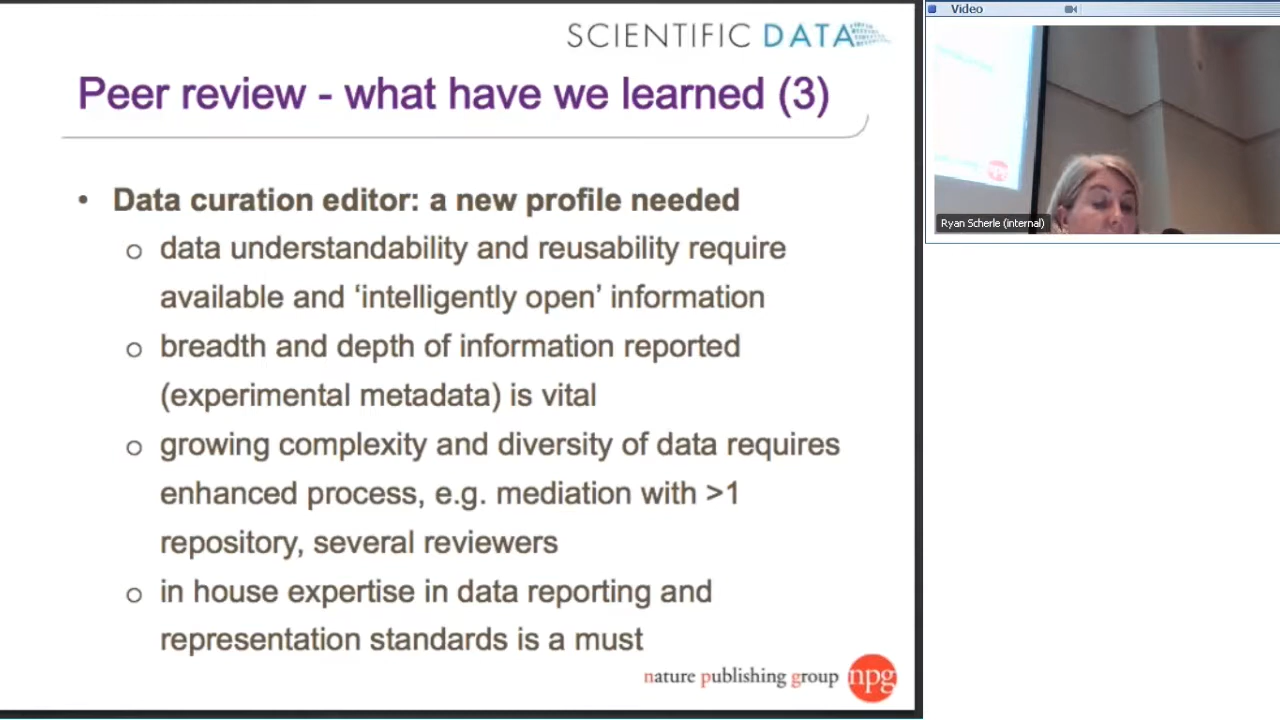 SCIENTIFIC DATA
Peer review - what have we learned (3)
• Data curation editor: a new profile needed
o data understandability and reusability require
available and ‘intelligently open’ information
o breadth and depth of information reported
(experimental metadata) is vital
o growing complexity and diversity of data requires
enhanced process, e.g. mediation with >1
repository, several reviewers
o in house expertise in data reporting and
representation standards is a must
nature publishing group npg
Video
Ryan Scherle (internal)